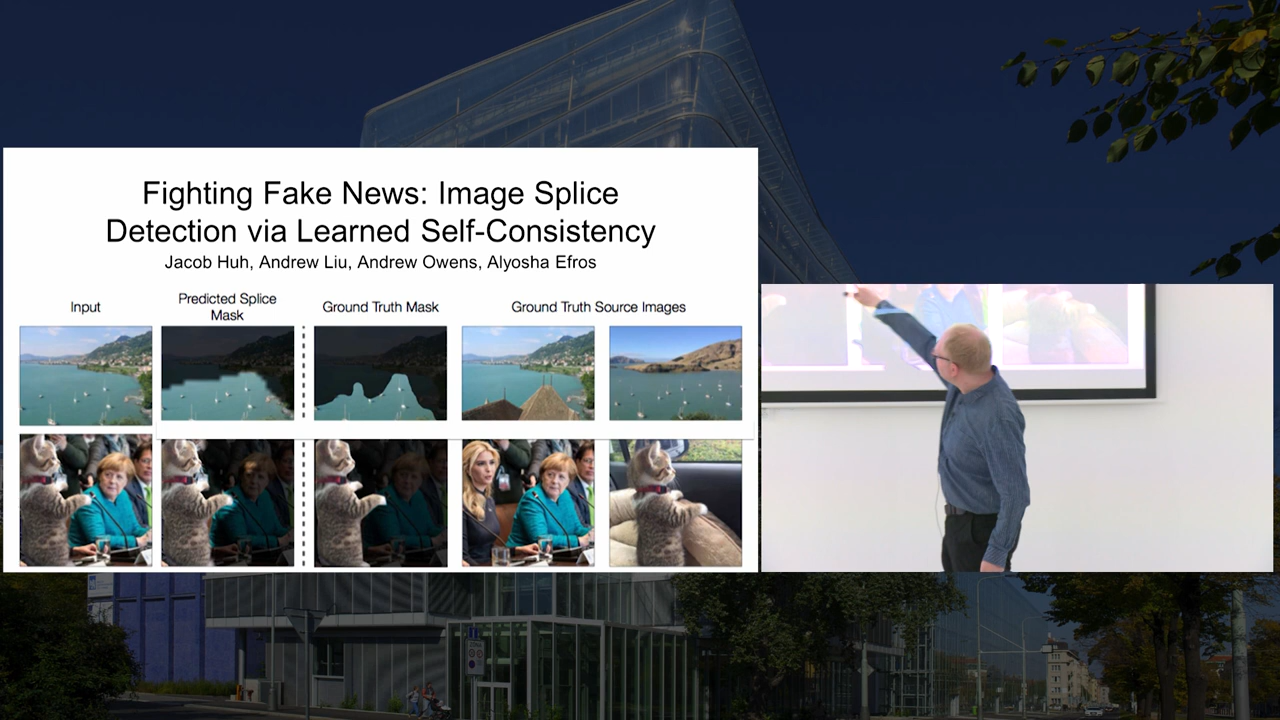 Fighting Fake News: Image Splice
Detection via Learned Self-Consistency
Jacob Huh, Andrew Liu, Andrew Owens, Alyosha Efros
Input
Predicted Splice
Mask
Ground Truth Mask
Ground Truth Source Images